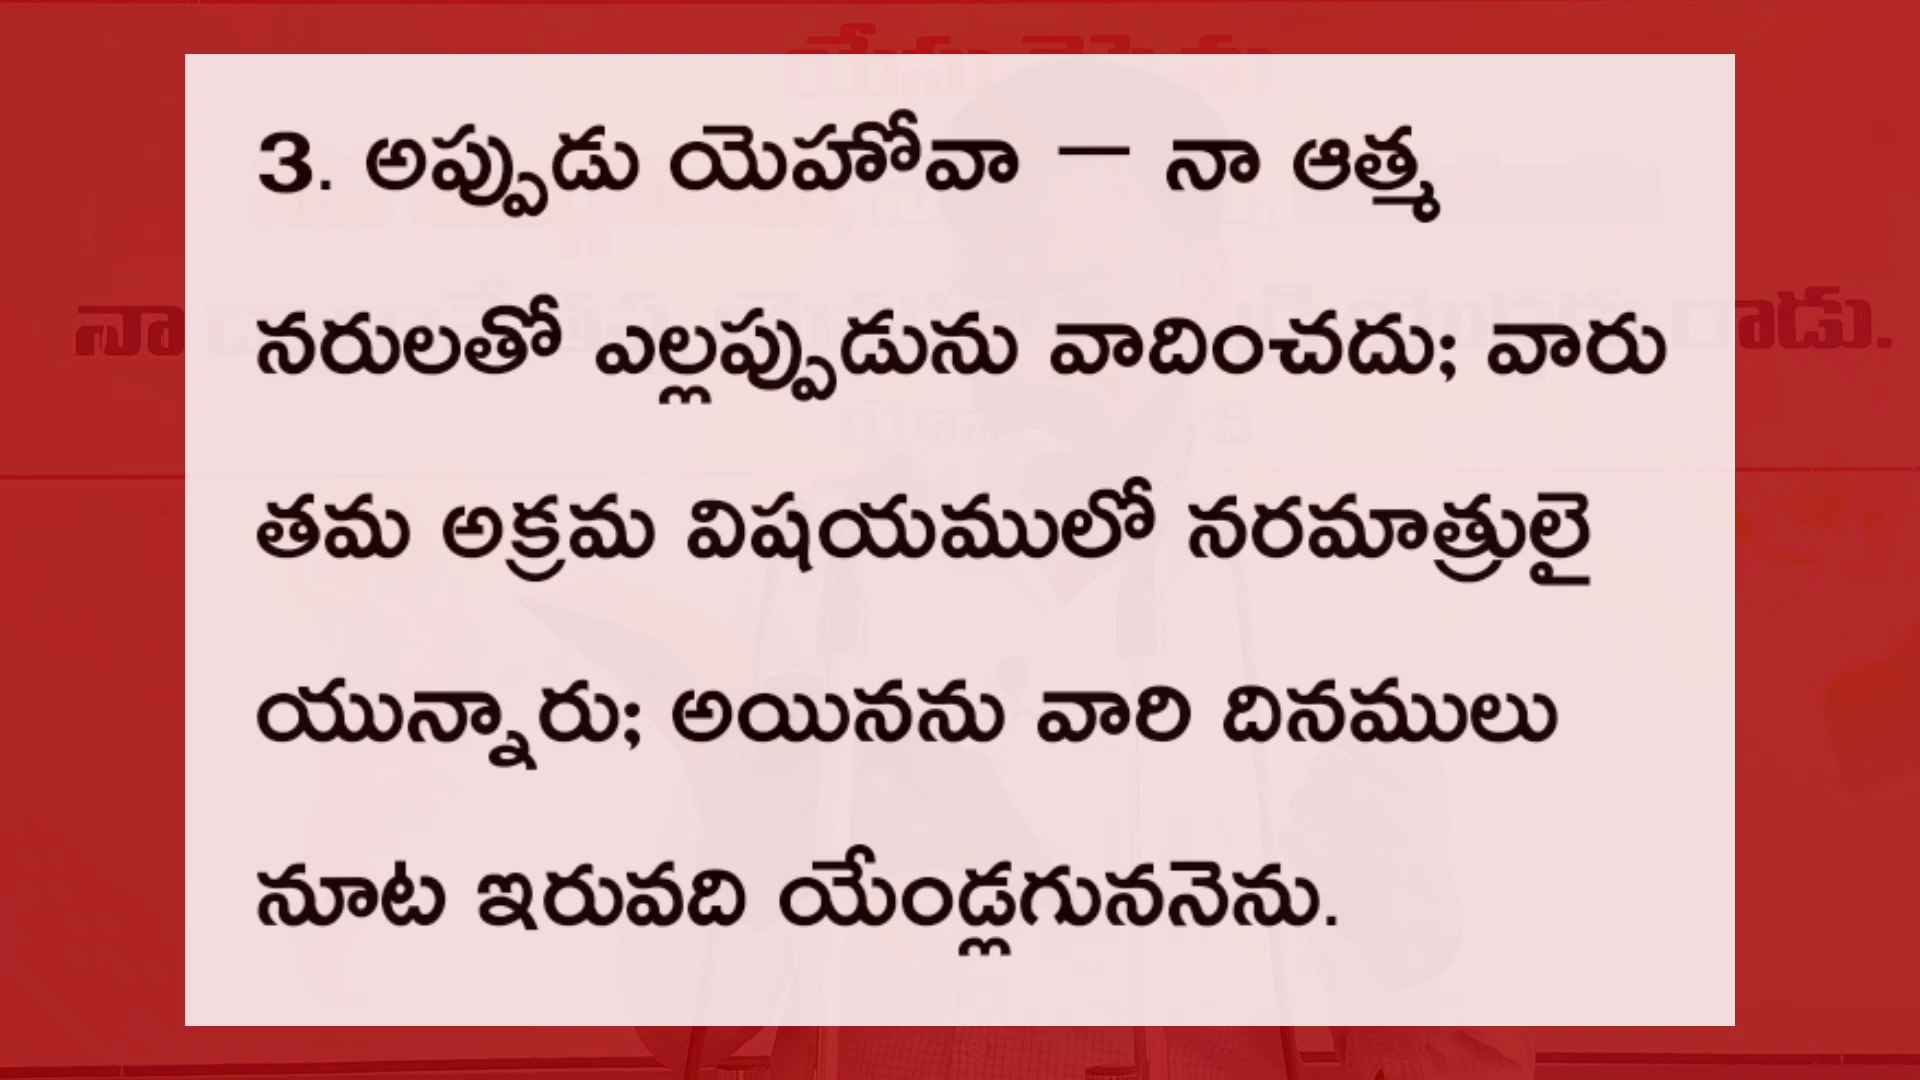 యేసు
3. అప్పుడు యెహోవా – నా ఆత్మ
నరులతో ఎల్లప్పుడును వాదించదు; వారు
తమ అక్రమ విషయములో నరమాత్రులై
యున్నారు; అయినను వారి దినములు
నూట ఇరువది యేండ్లగుననెను.
నా రాడు.